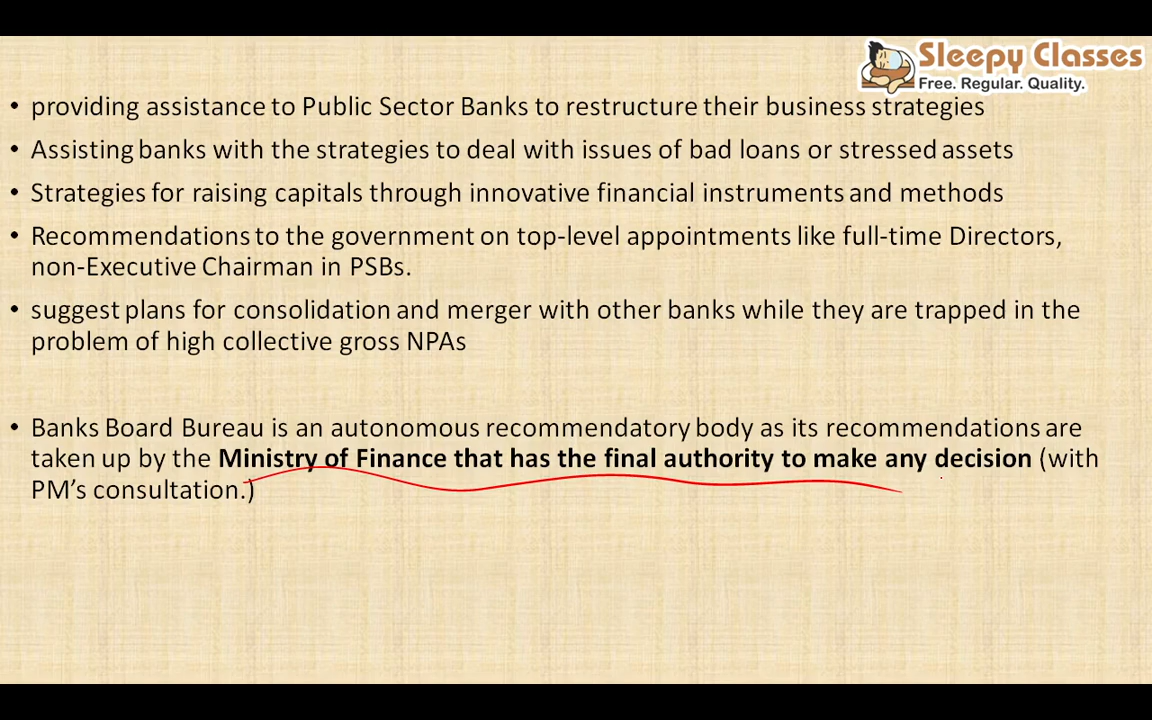 Sleepy Classes
Free. Regular. Quality.
• providing assistance to Public Sector Banks to restructure their business strategies
• Assisting banks with the strategies to deal with issues of bad loans or stressed assets
• Strategies for raising capitals through innovative financial instruments and methods
• Recommendations to the government on top-level appointments like full-time Directors,
non-Executive Chairman in PSBs.
• suggest plans for consolidation and merger with other banks while they are trapped in the
problem of high collective gross NPAs
• Banks Board Bureau is an autonomous recommendatory body as its recommendations are
taken up by the Ministry of Finance that has the final authority to make any decision (with
PM’s consultation.)